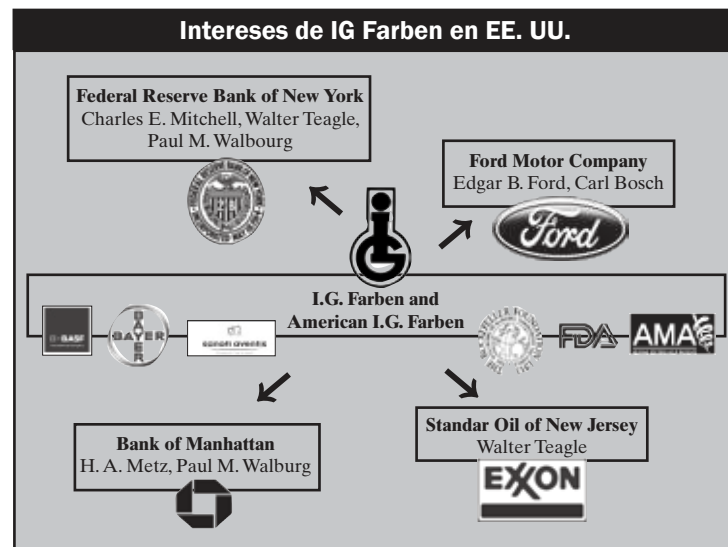 Intereses de IG Farben en EE. UU.
Federal Reserve Bank of New York
Charles E. Mitchell, Walter Teagle,
Paul M. Walbourg
Ford Motor Company
Edgar B. Ford, Carl Bosch
Ford
IG
I.G. Farben and
American I.G. Farben
BASF
BAYER
BAYER
sanofi aventis
FDA
AMA
Bank of Manhattan
H. A. Metz, Paul M. Walburg
Standar Oil of New Jersey
Walter Teagle
EXXON